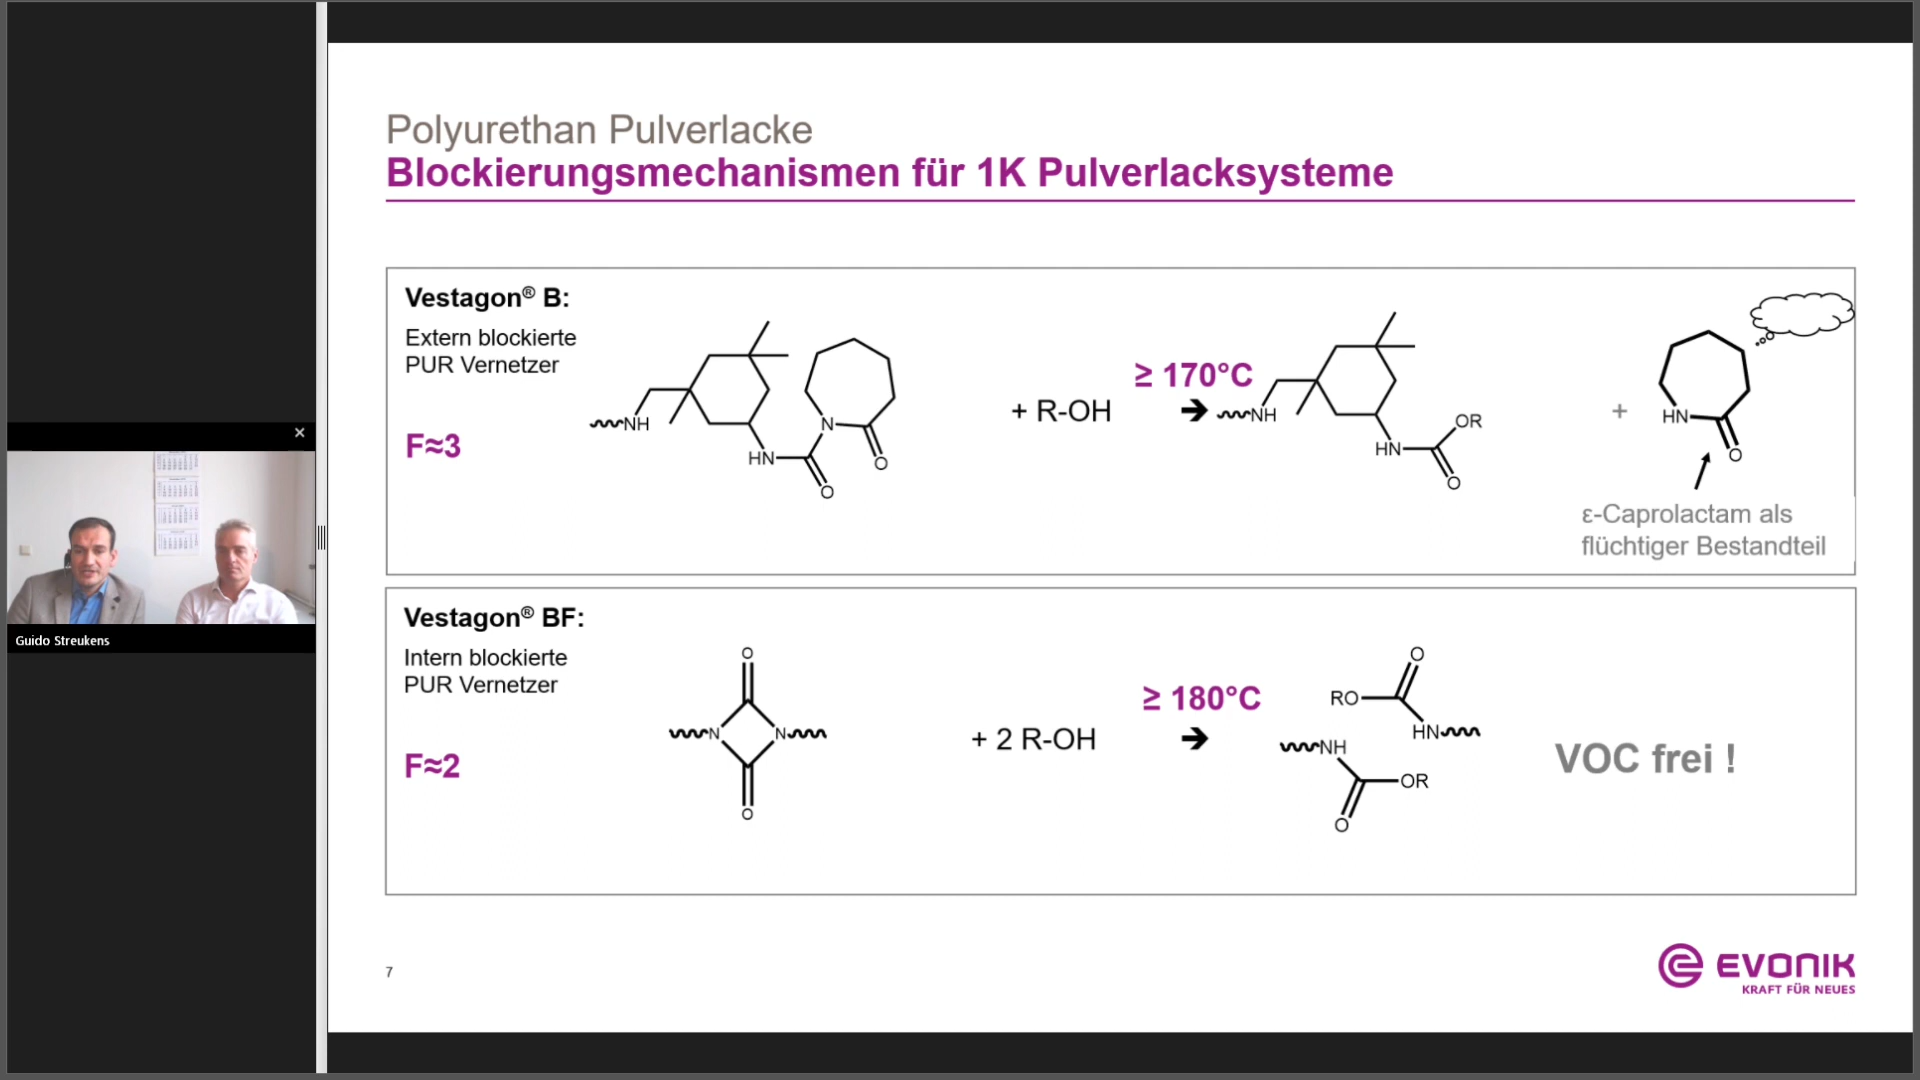 Polyurethan Pulverlacke
Blockierungsmechanismen für 1K Pulverlacksysteme
Vestagon® B:
Extern blockierte
PUR Vernetzer
F≈3
NH
HN
O
N
O
+ R-OH
≥ 170°C
➔
NH
HN
OR
O
+
HN
O
ε-Caprolactam als
flüchtiger Bestandteil
Vestagon® BF:
Intern blockierte
PUR Vernetzer
F≈2
O
N
N
O
+ 2 R-OH
≥ 180°C
➔
O
RO
HN
NH
OR
O
VOC frei !
7
EVONIK
KRAFT FÜR NEUES
Guido Streukens